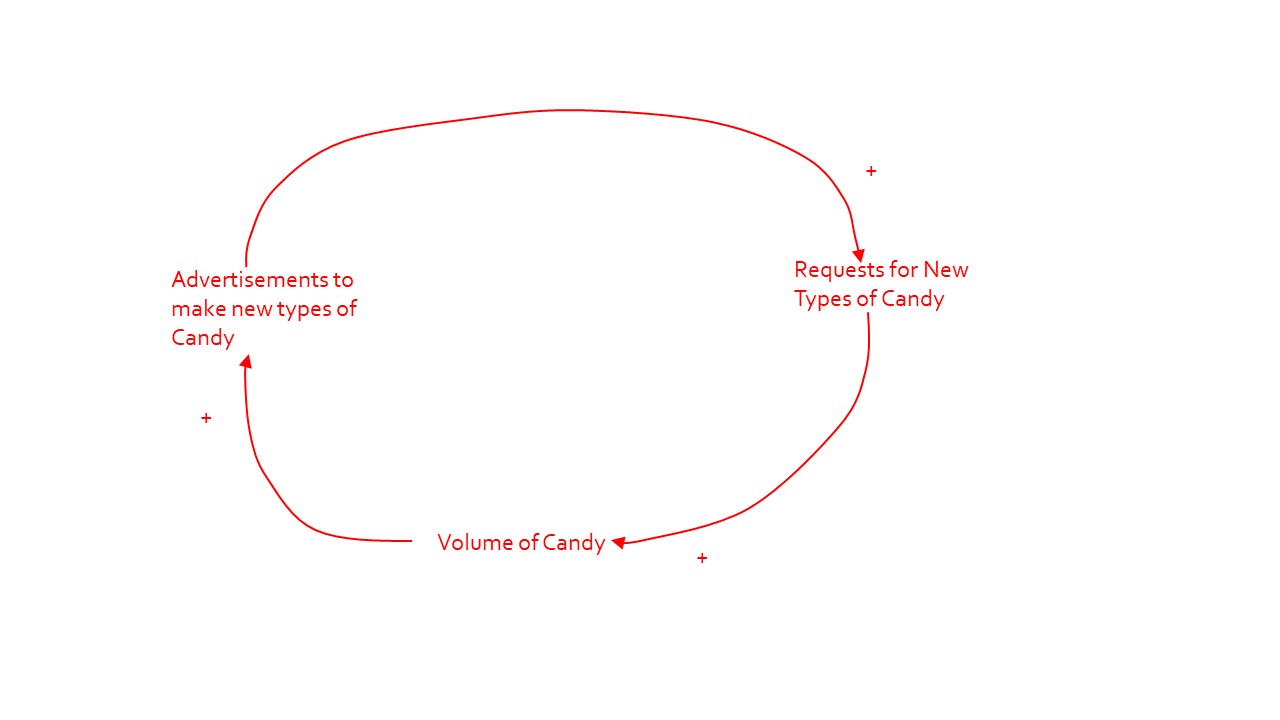 +
Advertisements to
make new types of
Candy
Requests for New
Types of Candy
+
Volume of Candy
+